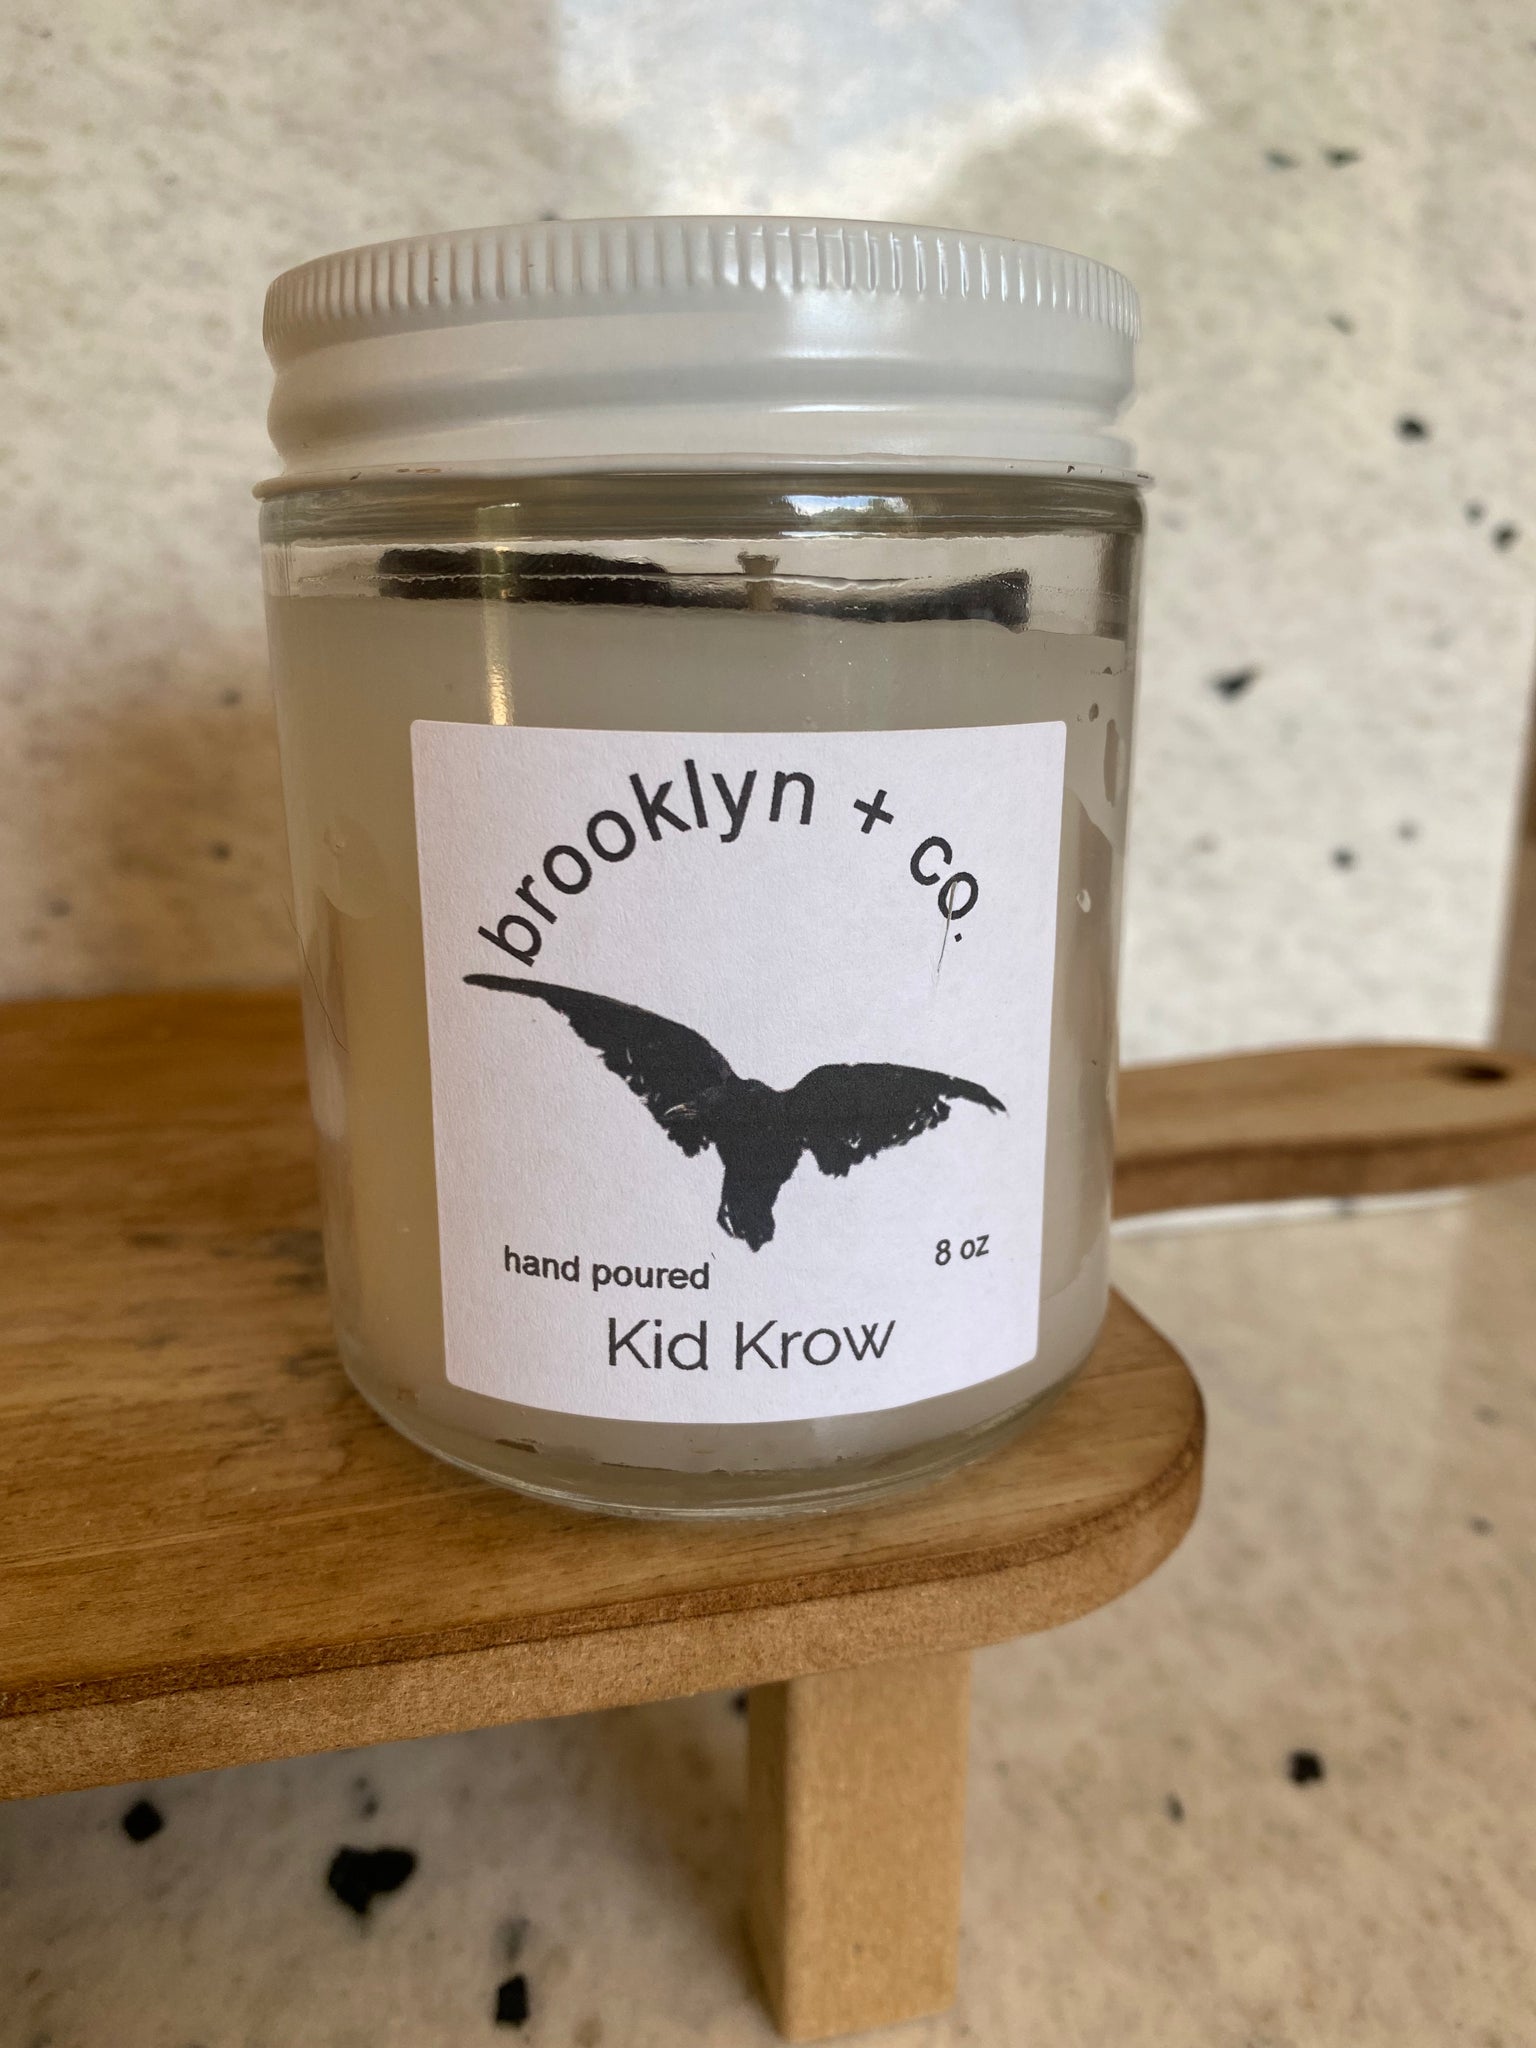 brooklyn + co.
hand poured
8 oz
Kid Krow